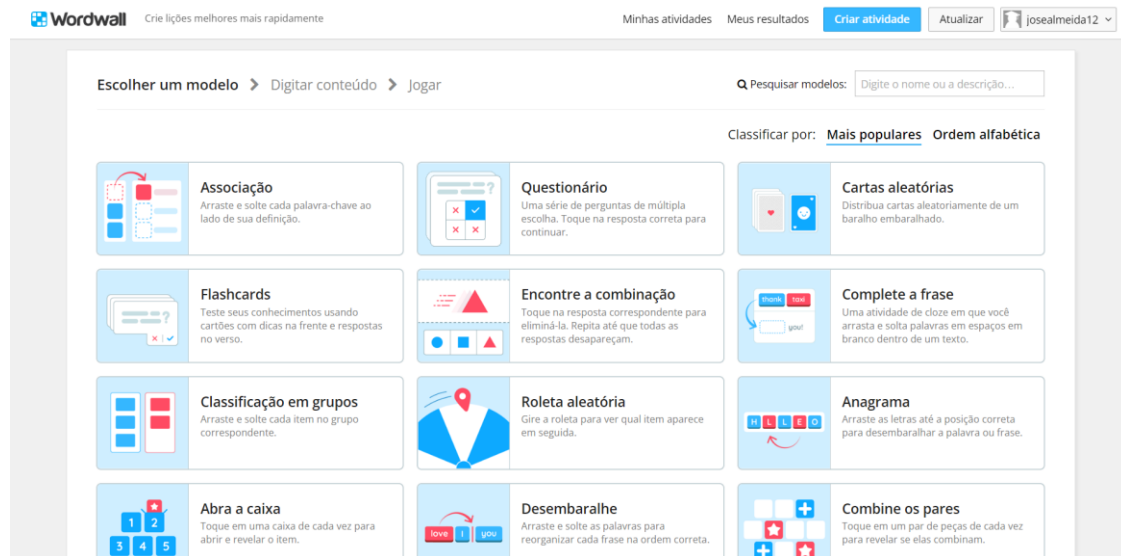 Wordwall Crie lições melhores mais rapidamente Minhas atividades Meus resultados Criar atividade Atualizar josealmeida12
Escolher um modelo > Digitar conteúdo > Jogar Pesquisar modelos: Digite o nome ou a descrição...
Classificar por: Mais populares Ordem alfabética
Associação
Arraste e solte cada palavra-chave ao
lado de sua definição.
?
Questionário
Uma série de perguntas de múltipla
escolha. Toque na resposta correta para
continuar.
Cartas aleatórias
Distribua cartas aleatoriamente de um
baralho embaralhado.
?
Flashcards
Teste seus conhecimentos usando
cartões com dicas na frente e respostas
no verso.
Encontre a combinação
Toque na resposta correspondente para
eliminá-la. Repita até que todas as
respostas desapareçam.
thank taxi
you!
Complete a frase
Uma atividade de cloze em que você
arrasta e solta palavras em espaços em
branco dentro de um texto.
Classificação em grupos
Arraste e solte cada item no grupo
correspondente.
Roleta aleatória
Gire a roleta para ver qual item aparece
em seguida.
H L L E O
Anagrama
Arraste as letras até a posição correta
para desembaralhar a palavra ou frase.
1 2
3 4 5
Abra a caixa
Toque em uma caixa de cada vez para
abrir e revelar o item.
love I you
Desembaralhe
Arraste e solte as palavras para
reorganizar cada frase na ordem correta.
Combine os pares
Toque em um par de peças de cada vez
para revelar se elas combinam.